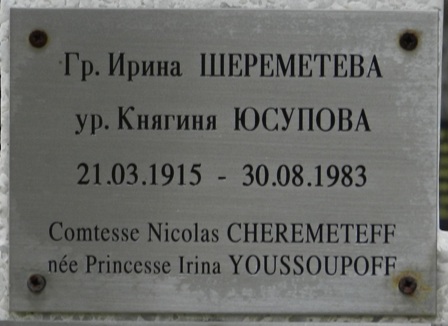 Гр. Ирина ШЕРЕМЕТЕВА
ур. Княгиня ЮСУПОВА
21.03.1915 - 30.08.1983
Comtesse Nicolas CHEREMETEFF
née Princesse Irina YOUSSOUPOFF